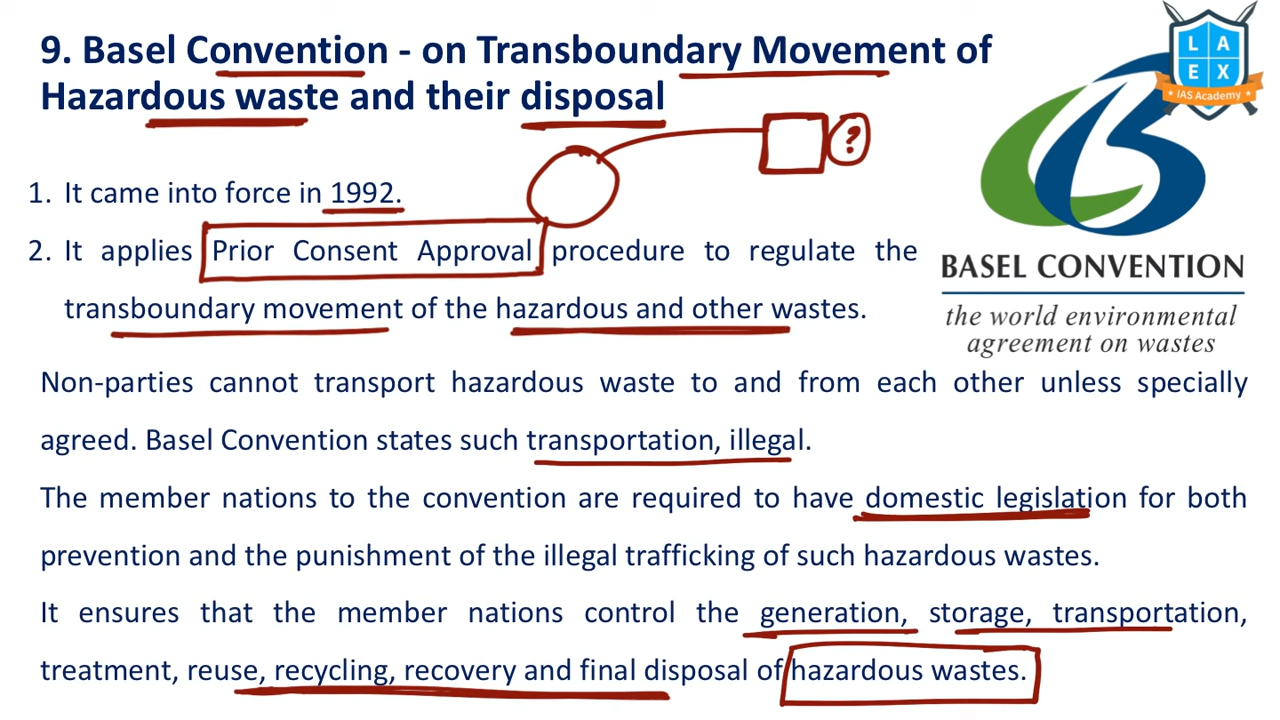 9. Basel Convention - on Transboundary Movement of
Hazardous waste and their disposal
L A
E X
IAS Academy
?
1. It came into force in 1992.
2. It applies Prior Consent Approval procedure to regulate the
transboundary movement of the hazardous and other wastes.
BASEL CONVENTION
the world environmental
agreement on wastes
Non-parties cannot transport hazardous waste to and from each other unless specially
agreed. Basel Convention states such transportation, illegal.
The member nations to the convention are required to have domestic legislation for both
prevention and the punishment of the illegal trafficking of such hazardous wastes.
It ensures that the member nations control the generation, storage, transportation,
treatment, reuse, recycling, recovery and final disposal of hazardous wastes.